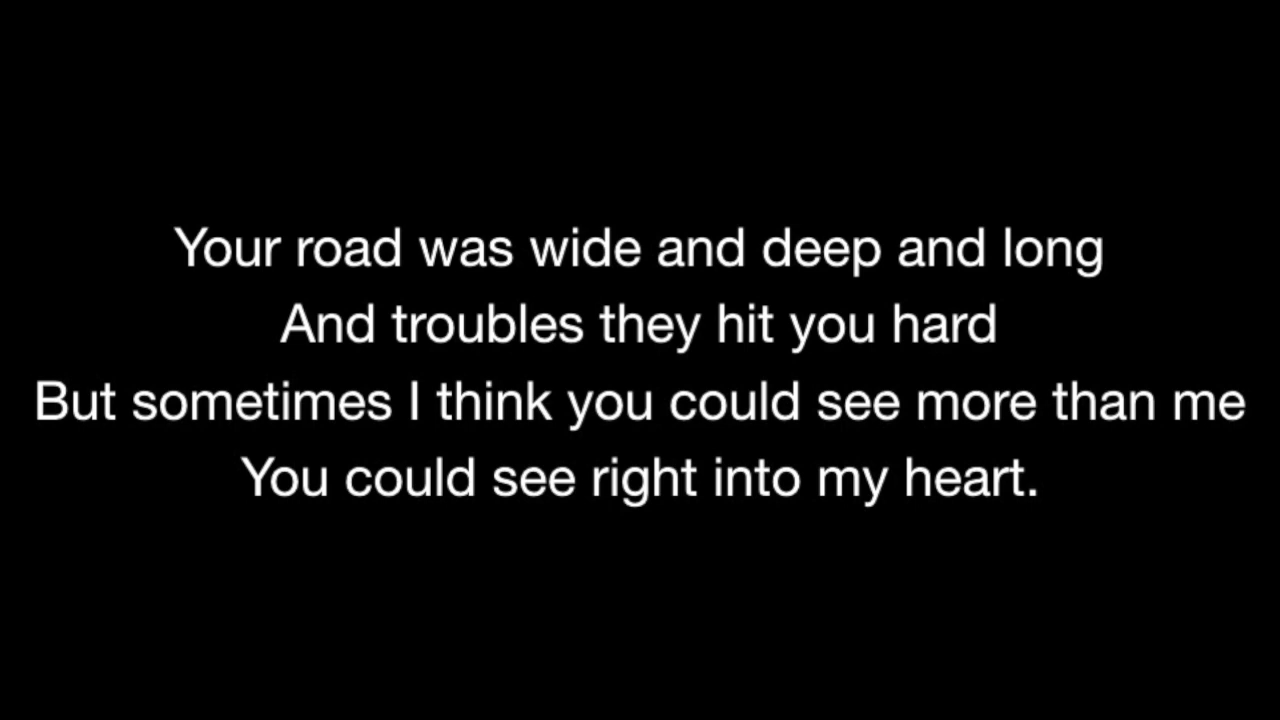 Your road was wide and deep and long
And troubles they hit you hard
But sometimes I think you could see more than me
You could see right into my heart.